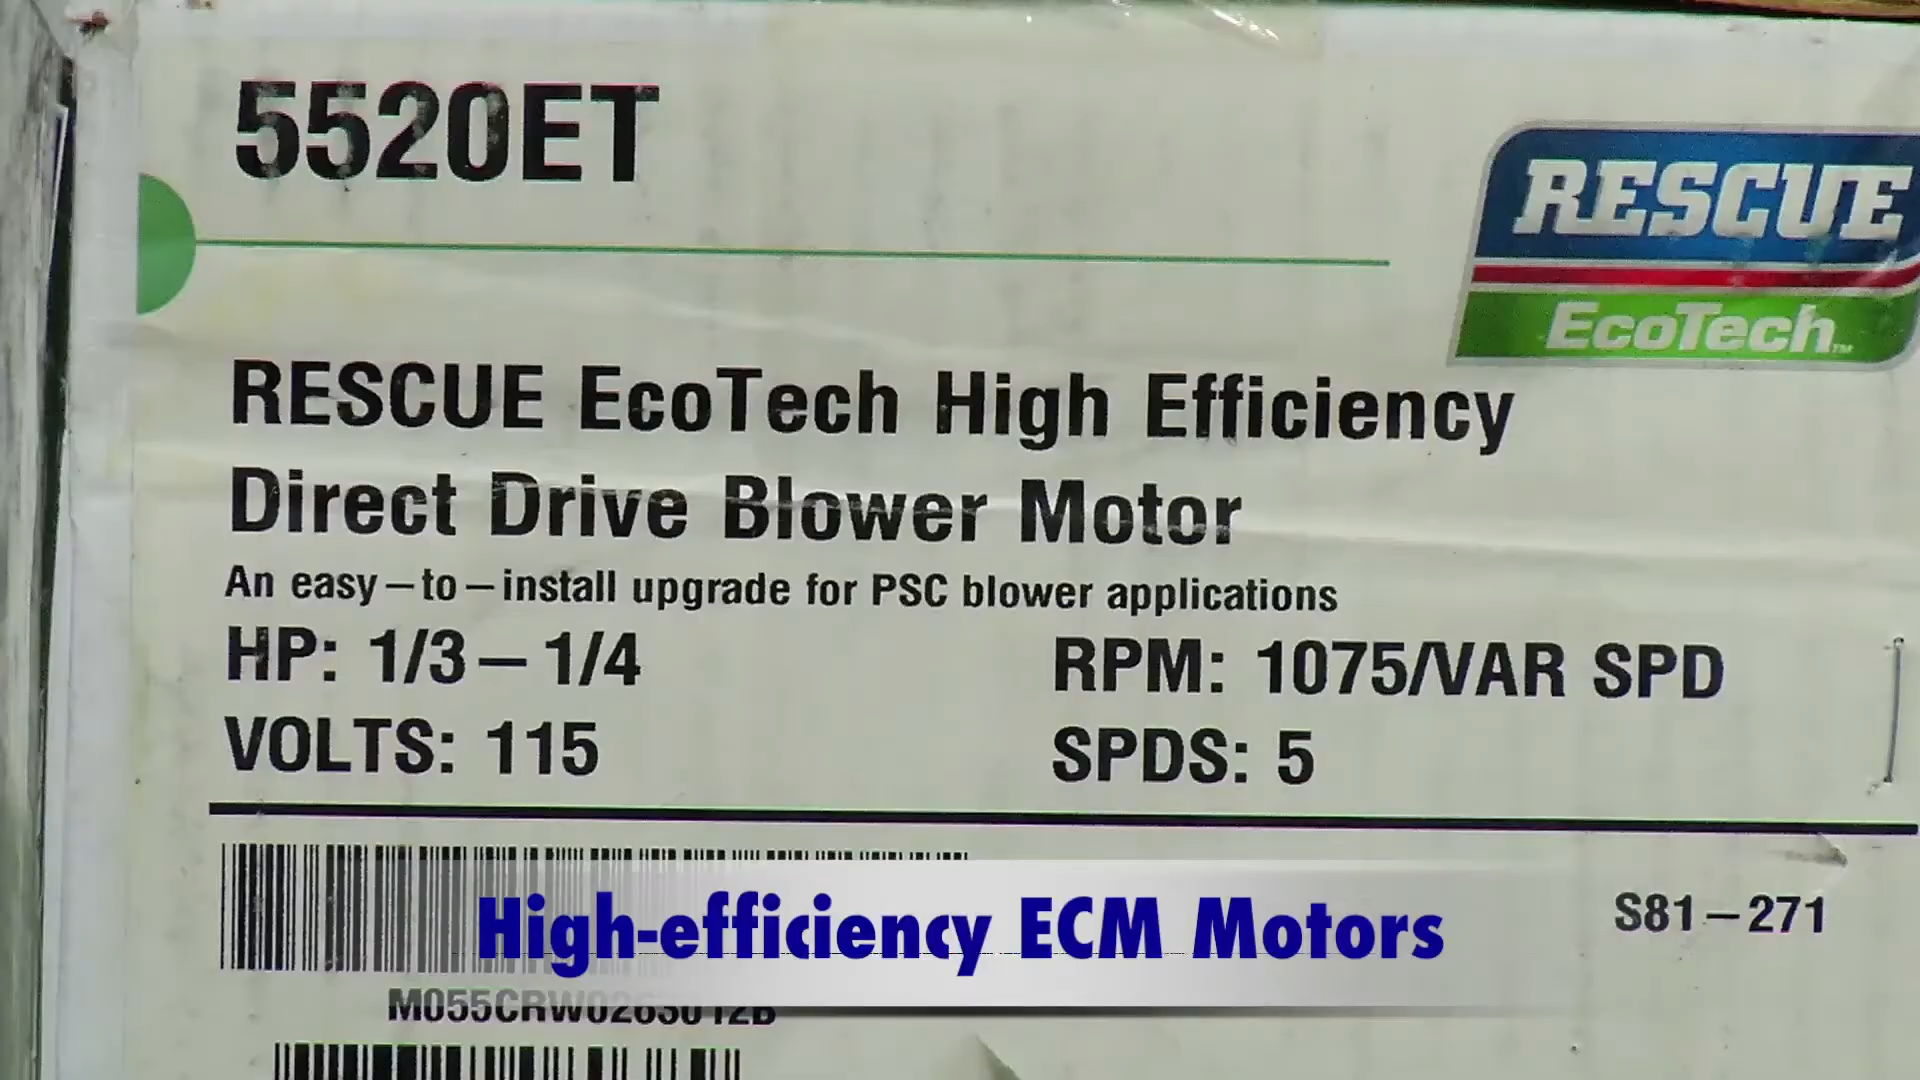 5520ET
RESCUE
EcoTech™
RESCUE EcoTech High Efficiency
Direct Drive Blower Motor
An easy–to–install upgrade for PSC blower applications
HP: 1/3–1/4
RPM: 1075/VAR SPD
VOLTS: 115
SPDS: 5
S81–271
High-efficiency ECM Motors